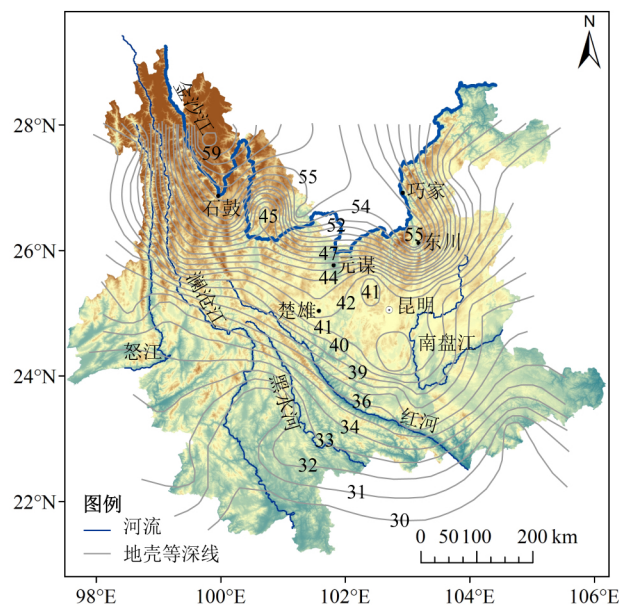 N
28°N
26°N
24°N
22°N
金沙江
59
55
石鼓
45
54
52
巧家
55
东川
47
元谋
44
澜沧江
42
41
楚雄
昆明
41
40
南盘江
怒江
39
黑水河
36
红河
34
33
32
31
30
图例
河流
地壳等深线
0 50 100 200 km
98°E 100°E 102°E 104°E 106°E